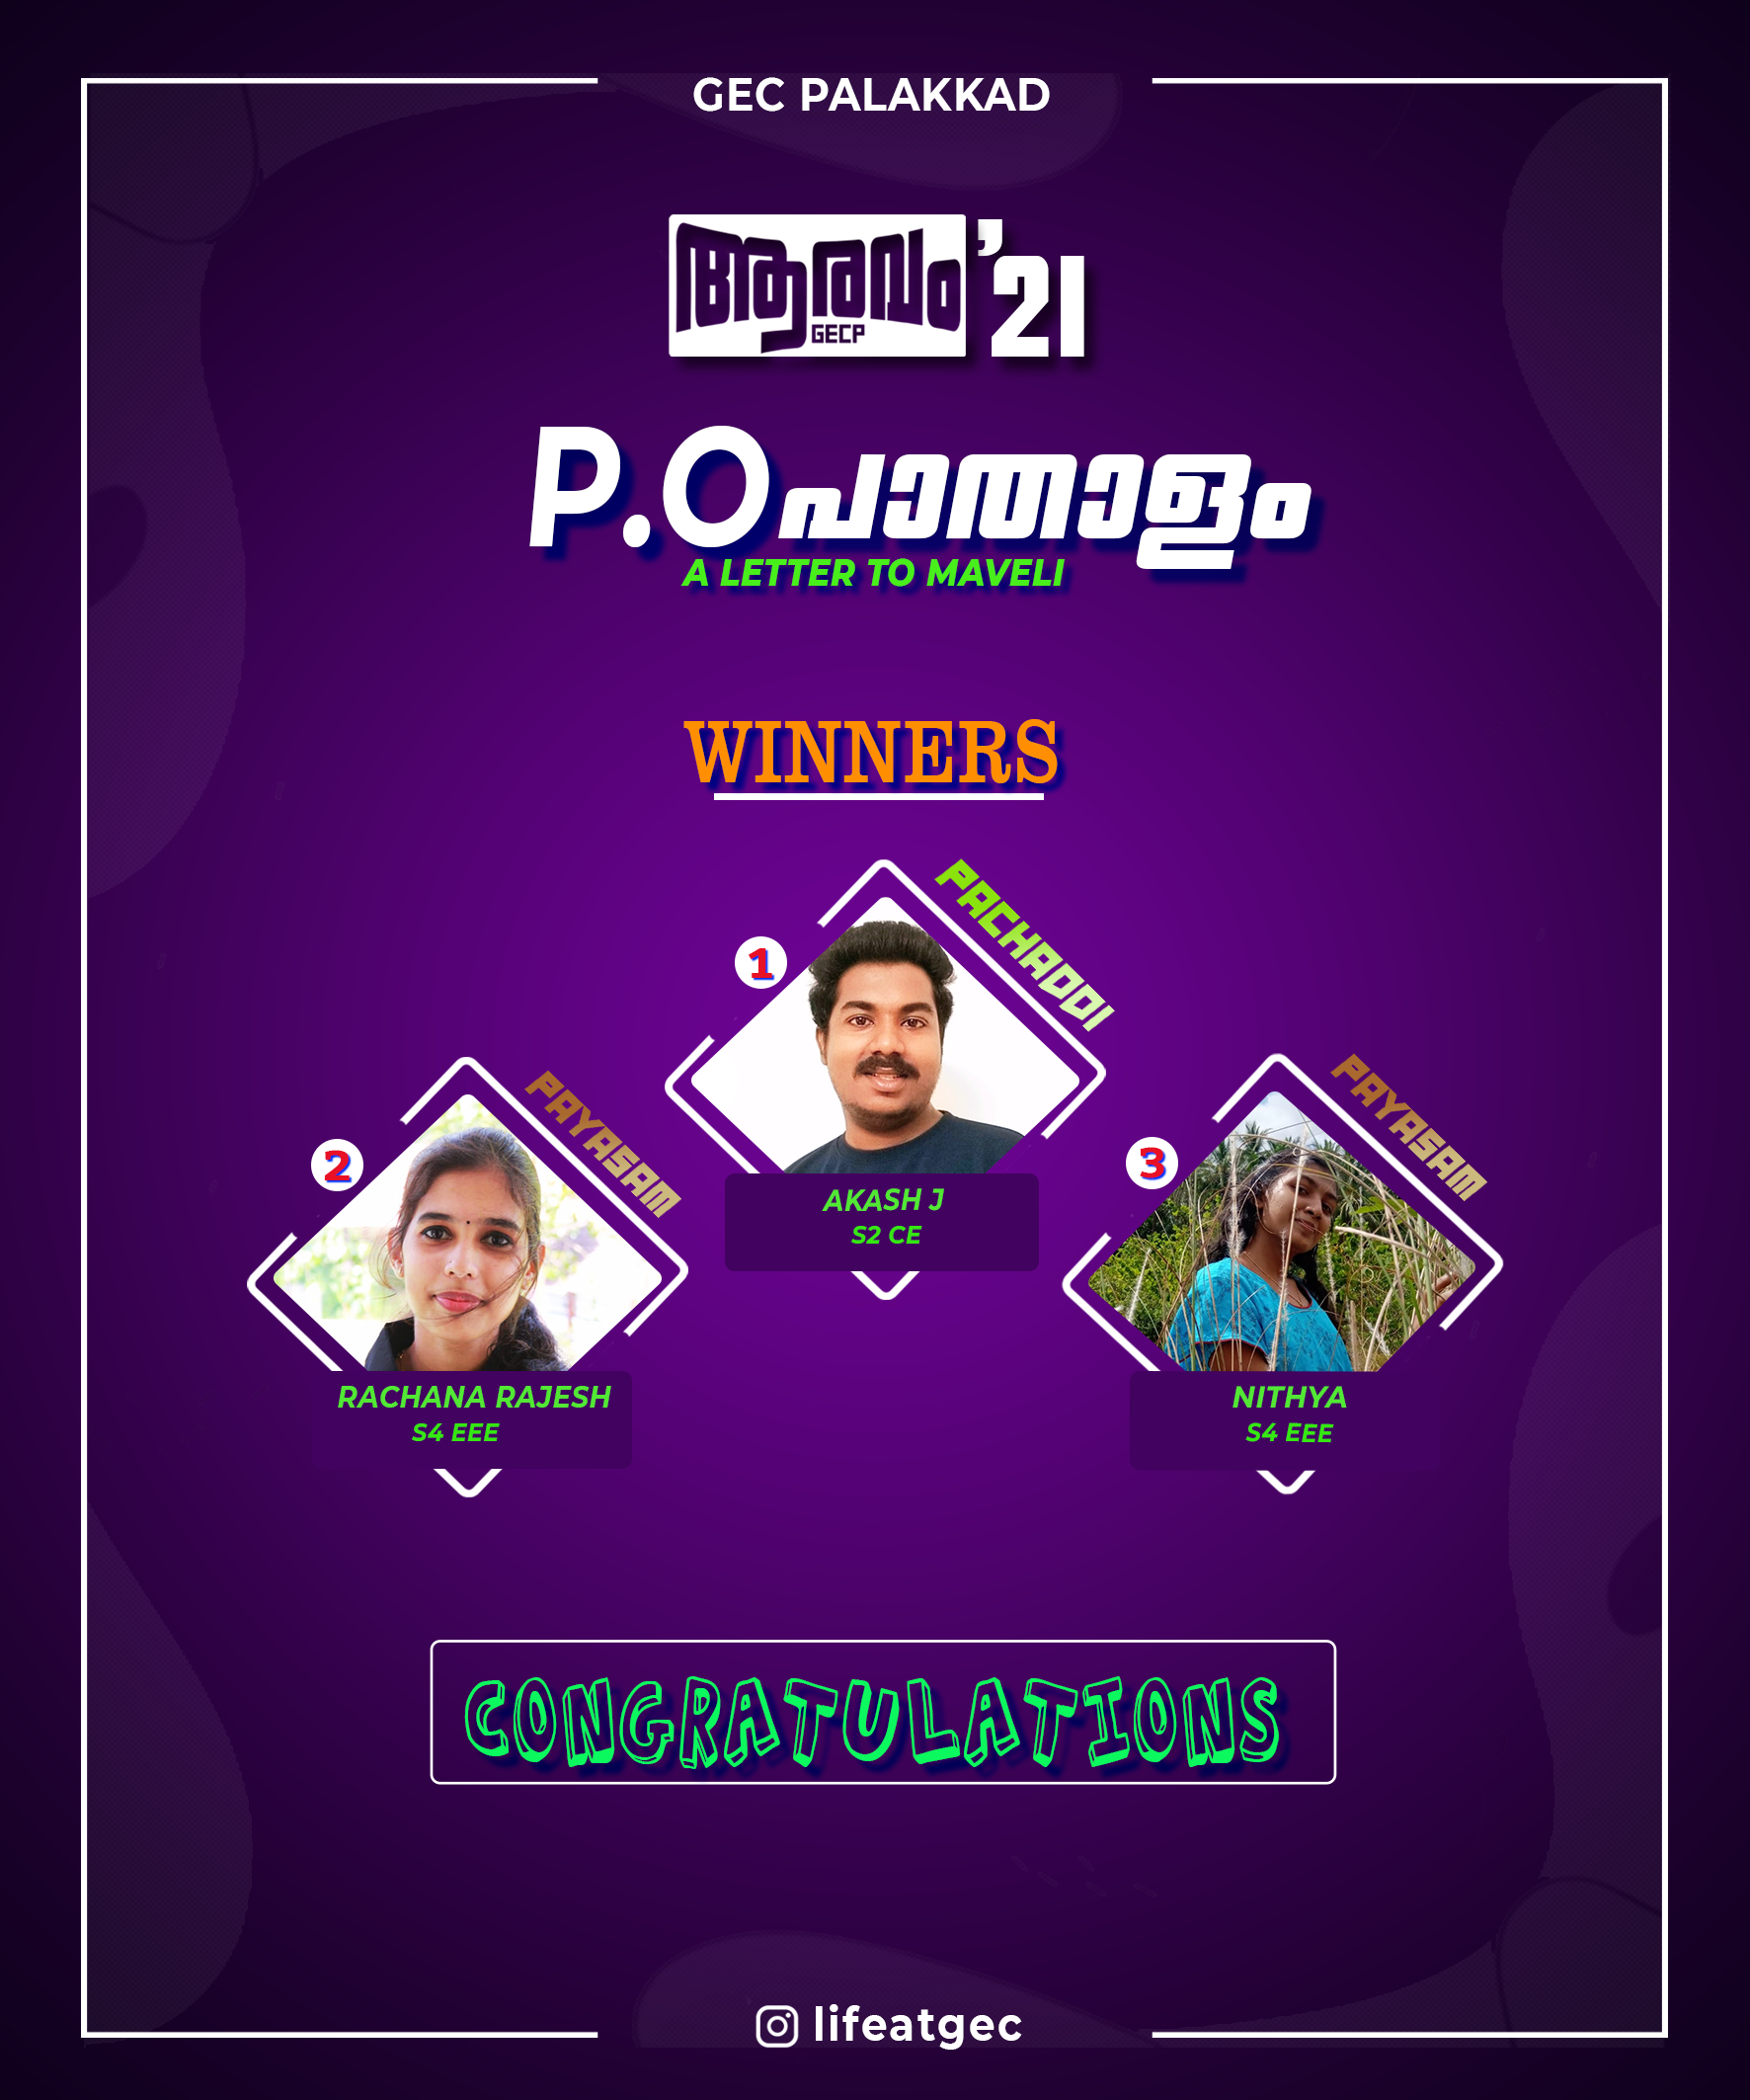 GEC PALAKKAD
ആരവം '21
GECP
P.O പാതാളം
A LETTER TO MAVELI
WINNERS
1
PACHADDI
AKASH J
S2 CE
2
PAYASAM
RACHANA RAJESH
S4 EEE
3
PAYASAM
NITHYA
S4 EEE
CONGRATULATIONS
lifeatgec